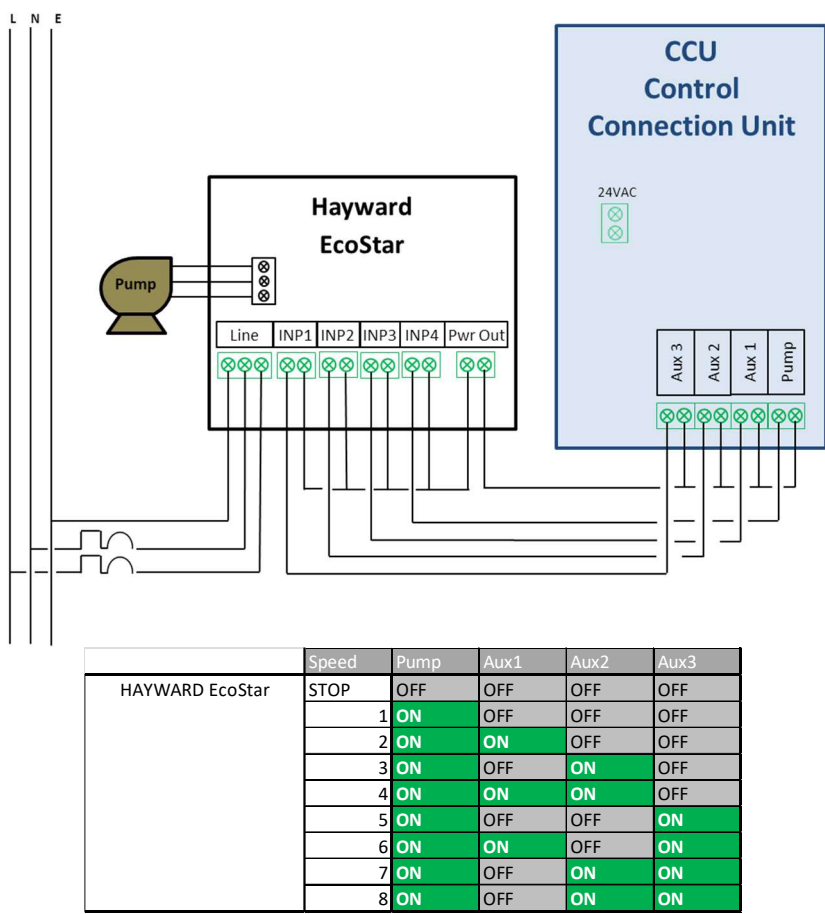 L N E
CCU
Control
Connection Unit
24VAC
Hayward
EcoStar
Pump
Line INP1 INP2 INP3 INP4 Pwr Out
Aux 3 Aux 2 Aux 1 Pump
Speed Pump Aux1 Aux2 Aux3
HAYWARD EcoStar STOP OFF OFF OFF OFF
1 ON OFF OFF OFF
2 ON ON OFF OFF
3 ON OFF ON OFF
4 ON ON ON OFF
5 ON OFF OFF ON
6 ON ON OFF ON
7 ON OFF ON ON
8 ON OFF ON ON